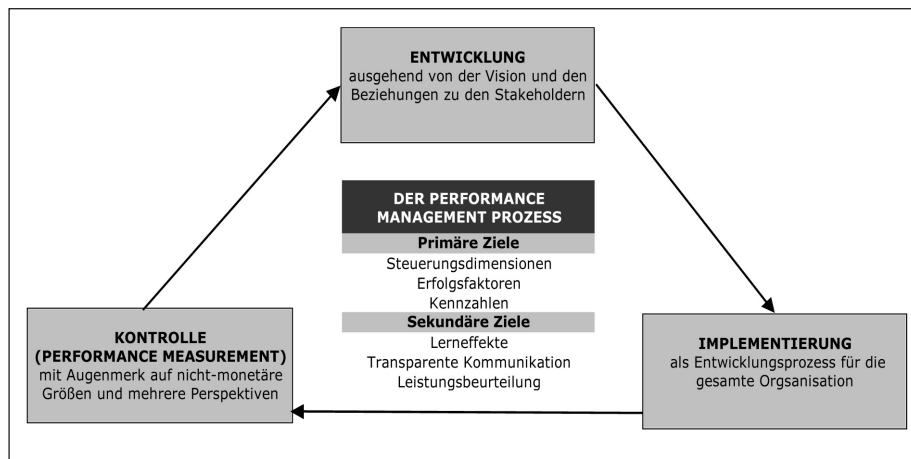 ENTWICKLUNG
ausgehend von der Vision und den
Beziehungen zu den Stakeholdern
DER PERFORMANCE
MANAGEMENT PROZESS
Primäre Ziele
Steuerungsdimensionen
Erfolgsfaktoren
Kennzahlen
Sekundäre Ziele
Lerneffekte
Transparente Kommunikation
Leistungsbeurteilung
KONTROLLE
(PERFORMANCE MEASUREMENT)
mit Augenmerk auf nicht-monetäre
Größen und mehrere Perspektiven
IMPLEMENTIERUNG
als Entwicklungsprozess für die
gesamte Orgsanisation